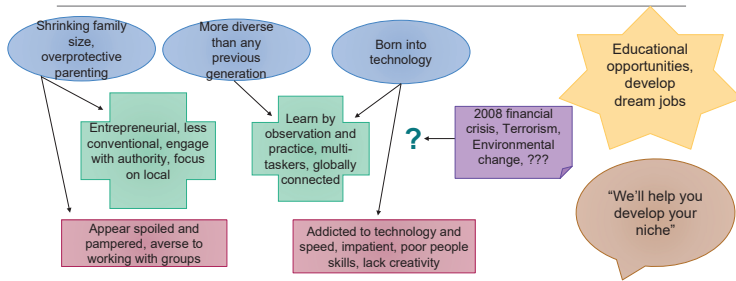 Shrinking family
size,
overprotective
parenting
More diverse
than any
previous
generation
Born into
technology
Educational
opportunities,
develop
dream jobs
Entrepreneurial, less
conventional, engage
with authority, focus
on local
Learn by
observation and
practice, multi-
taskers, globally
connected
?
2008 financial
crisis, Terrorism,
Environmental
change, ???
“We’ll help you
develop your
niche”
Appear spoiled and
pampered, averse to
working with groups
Addicted to technology and
speed, impatient, poor people
skills, lack creativity